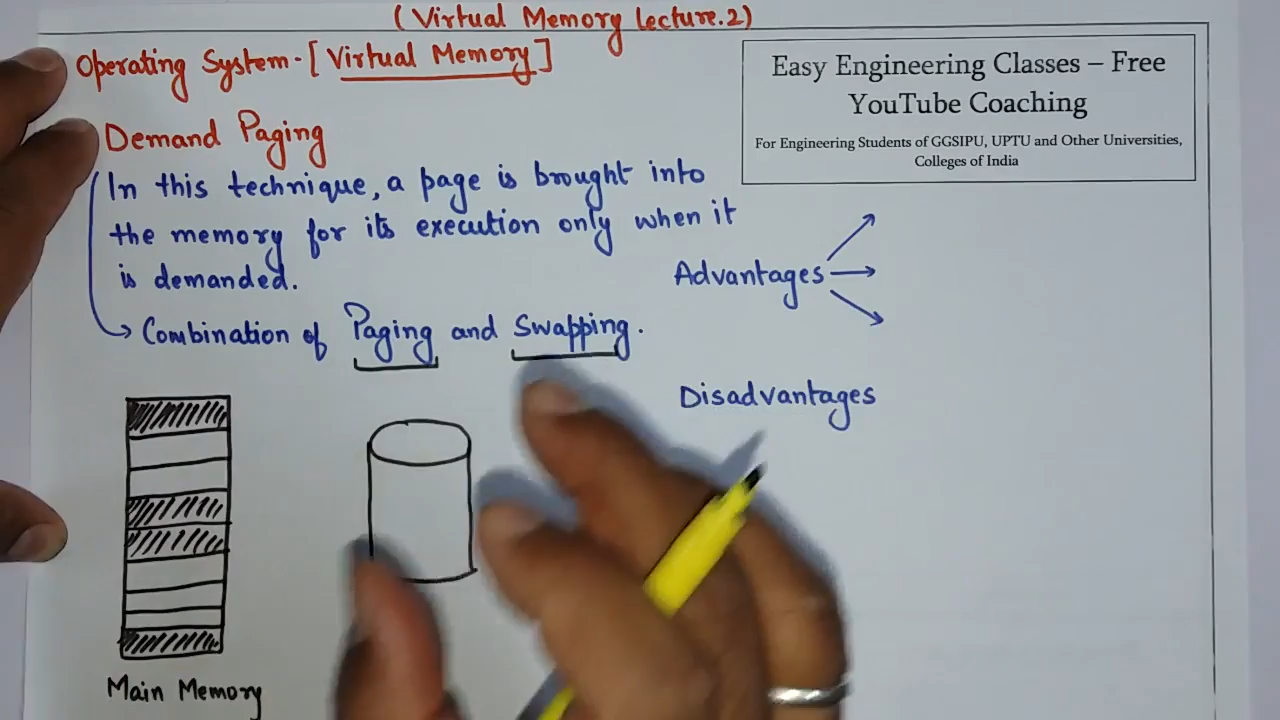 (Virtual Memory lecture.2)
Operating System-[Virtual Memory]
Easy Engineering Classes – Free
YouTube Coaching
For Engineering Students of GGSIPU, UPTU and Other Universities,
Colleges of India
Demand Paging
In this technique, a page is brought into
the memory for its execution only when it
is demanded.
Combination of Paging and Swapping.
Advantages
Disadvantages
Main Memory